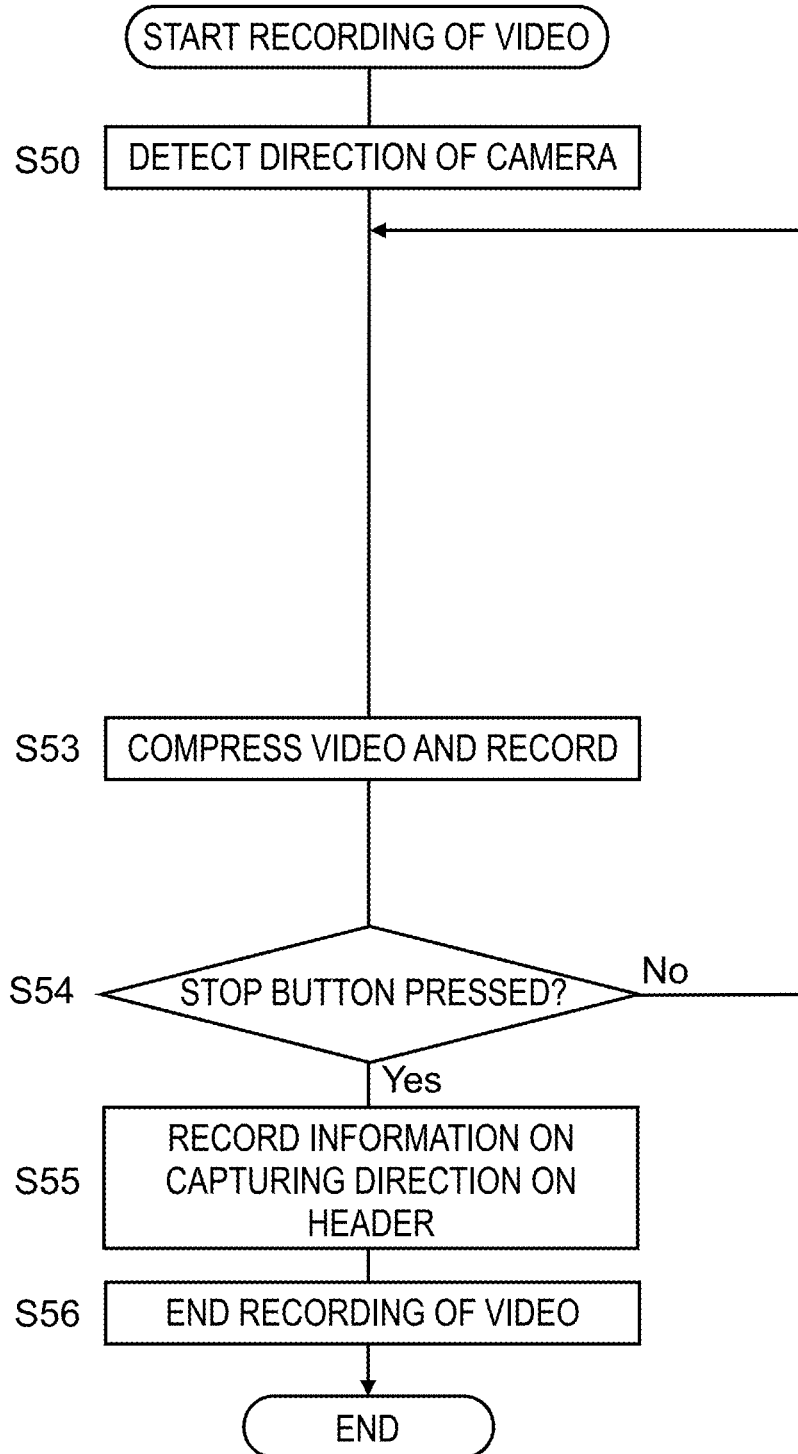 START RECORDING OF VIDEO
S50
DETECT DIRECTION OF CAMERA
S53
COMPRESS VIDEO AND RECORD
S54
STOP BUTTON PRESSED?
No
Yes
S55
RECORD INFORMATION ON
CAPTURING DIRECTION ON
HEADER
S56
END RECORDING OF VIDEO
END